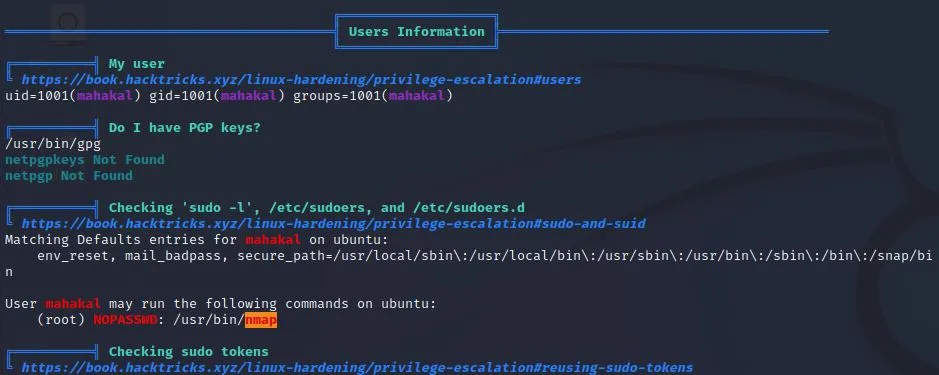 Users Information
My user
https://book.hacktricks.xyz/linux-hardening/privilege-escalation#users
uid=1001(mahakal) gid=1001(mahakal) groups=1001(mahakal)
Do I have PGP keys?
/usr/bin/gpg
netpgpkeys Not Found
netpgp Not Found
Checking 'sudo -l', /etc/sudoers, and /etc/sudoers.d
https://book.hacktricks.xyz/linux-hardening/privilege-escalation#sudo-and-suid
Matching Defaults entries for mahakal on ubuntu:
env_reset, mail_badpass, secure_path=/usr/local/sbin\:/usr/local/bin\:/usr/sbin\:/usr/bin\:/sbin\:/bin\:/snap/bi
n
User mahakal may run the following commands on ubuntu:
(root) NOPASSWD: /usr/bin/nmap
Checking sudo tokens
https://book.hacktricks.xyz/linux-hardening/privilege-escalation#reusing-sudo-tokens